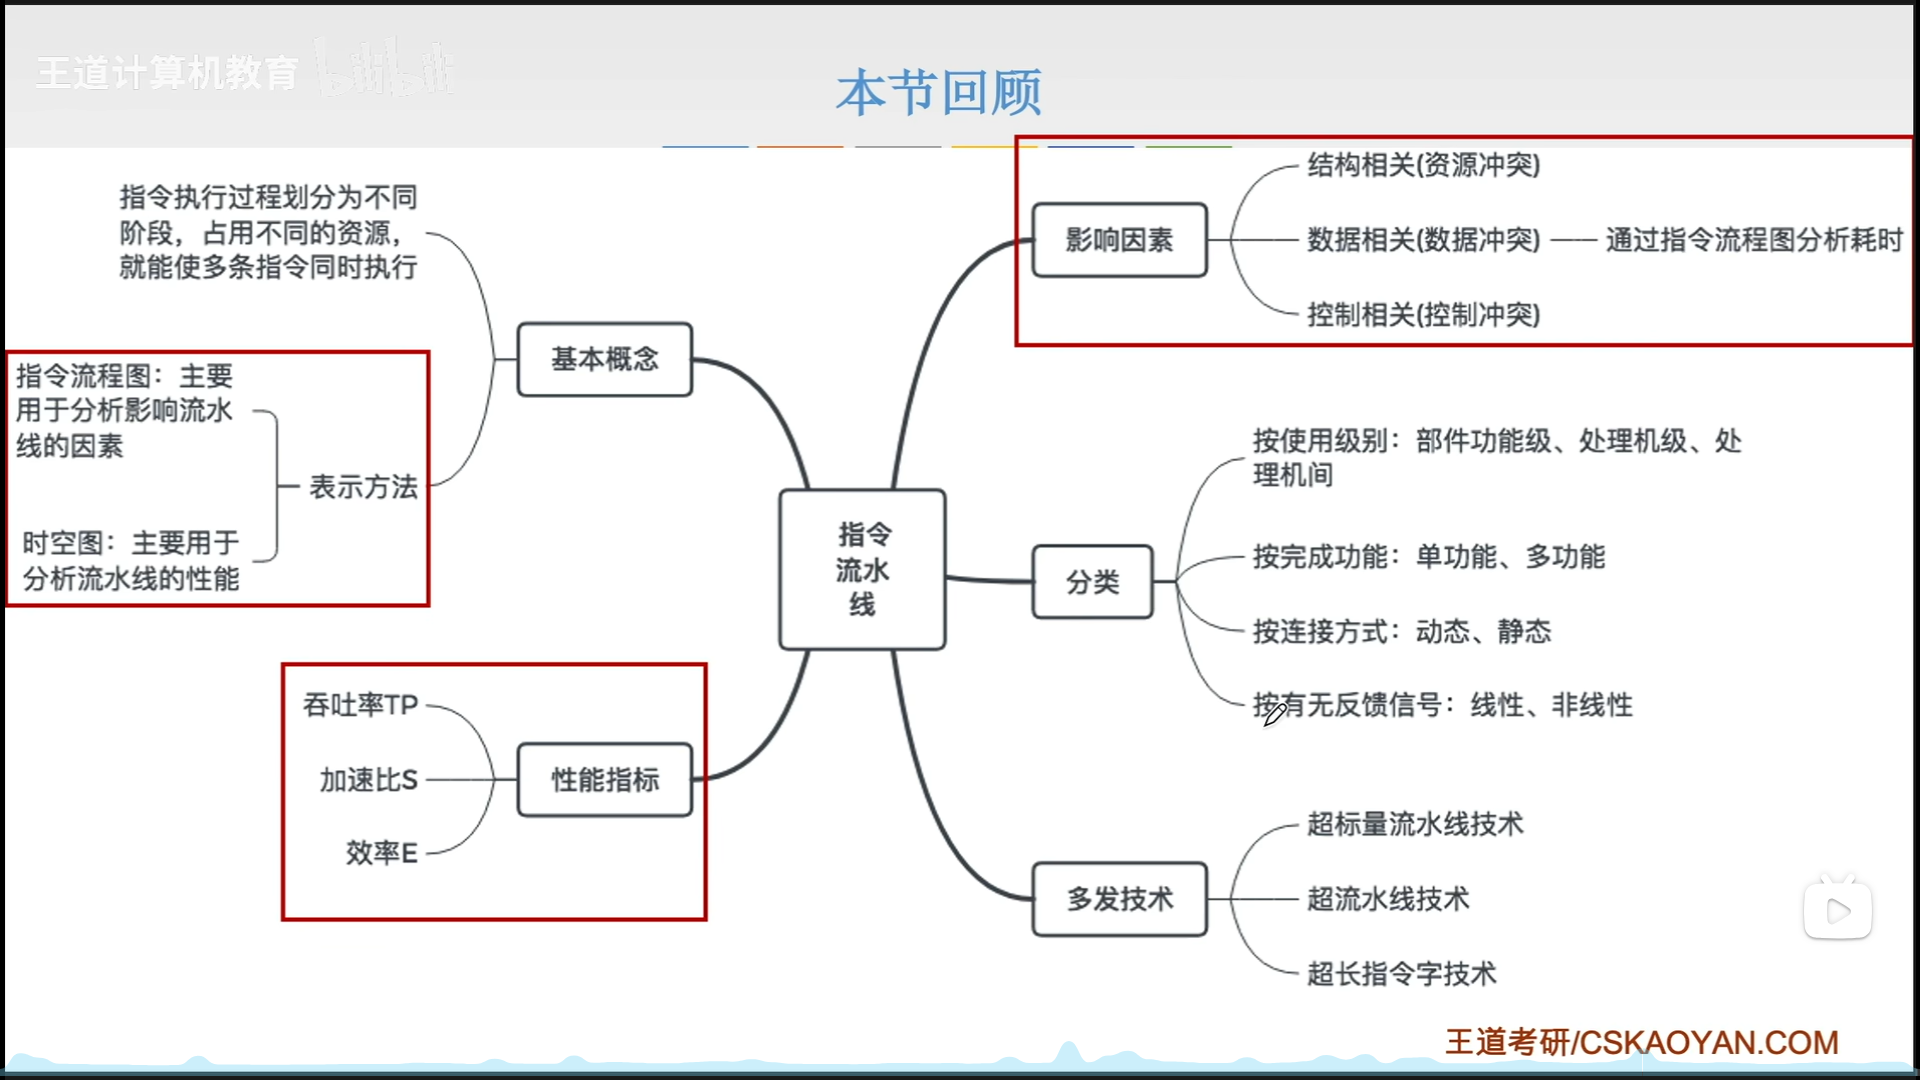 王道计算机教育 bilibili
本节回顾
指令执行过程划分为不同
阶段，占用不同的资源，
就能使多条指令同时执行
基本概念
指令流程图：主要
用于分析影响流水
线的因素
表示方法
时空图：主要用于
分析流水线的性能
吞吐率TP
加速比S
效率E
性能指标
指令
流水
线
影响因素
结构相关(资源冲突)
数据相关(数据冲突)
通过指令流程图分析耗时
控制相关(控制冲突)
分类
按使用级别：部件功能级、处理机级、处
理机间
按完成功能：单功能、多功能
按连接方式：动态、静态
按有无反馈信号：线性、非线性
多发技术
超标量流水线技术
超流水线技术
超长指令字技术
王道考研/CSKAOYAN.COM